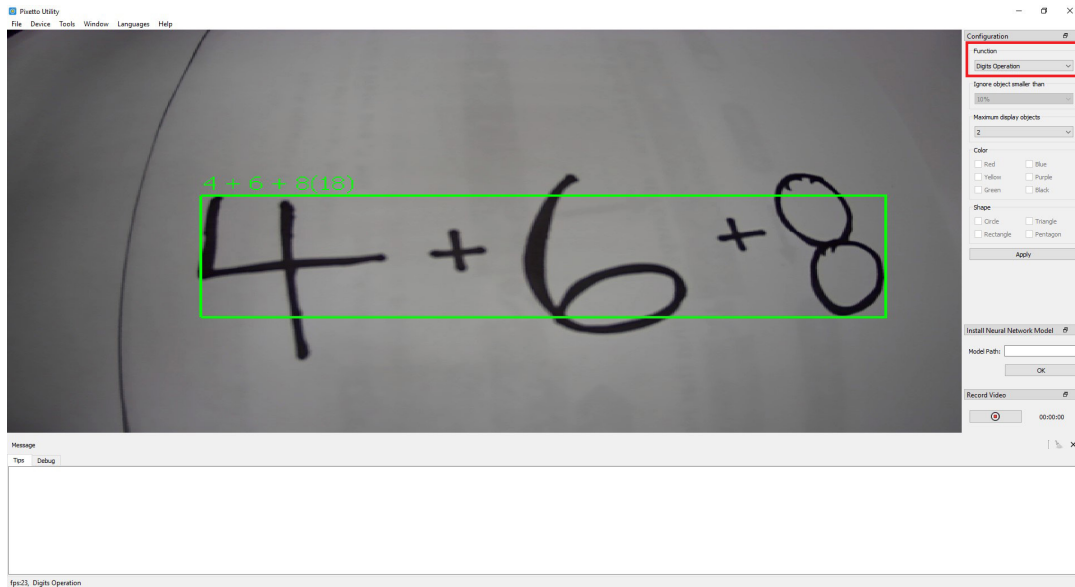 Pixetto Utility
File Device Tools Window Languages Help
4 + 6 + 8(18)
4 + 6 + 8
Configuration
Function
Digits Operation
Ignore object smaller than
10%
Maximum display objects
2
Color
Red Blue
Yellow Purple
Green Black
Shape
Circle Triangle
Rectangle Pentagon
Apply
Install Neural Network Model
Model Path:
OK
Record Video
00:00:00
Message
Tips Debug
fps:23, Digits Operation